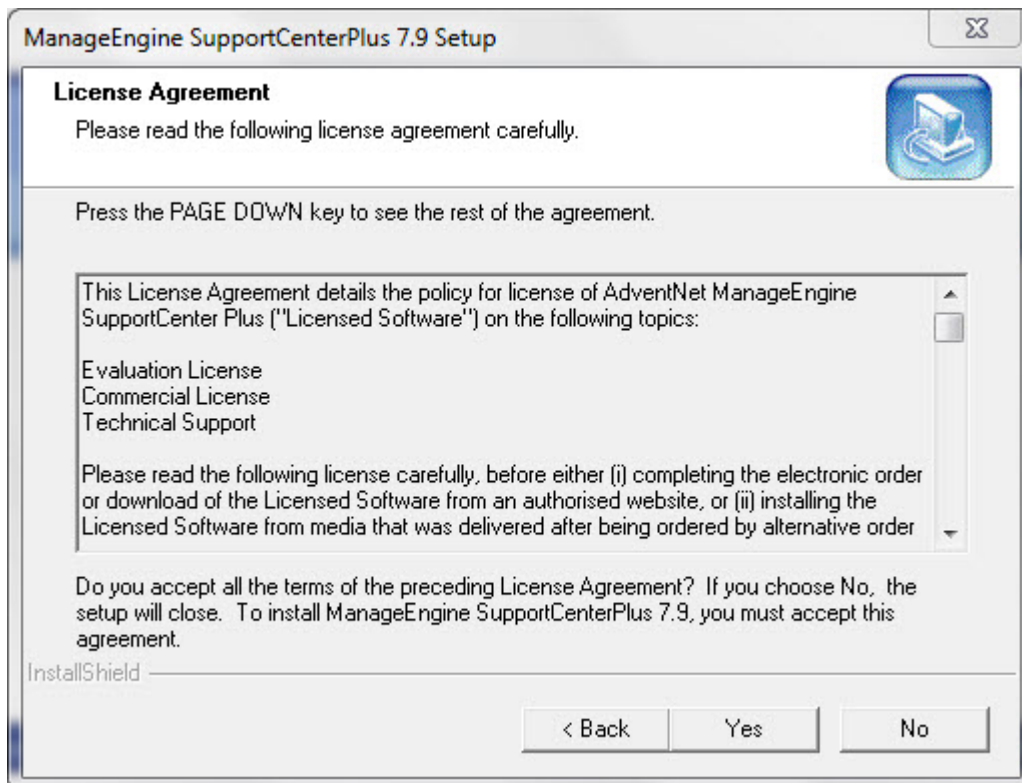 ManageEngine SupportCenterPlus 7.9 Setup
License Agreement
Please read the following license agreement carefully.
Press the PAGE DOWN key to see the rest of the agreement.
This License Agreement details the policy for license of AdventNet ManageEngine
SupportCenter Plus ("Licensed Software") on the following topics:
Evaluation License
Commercial License
Technical Support
Please read the following license carefully, before either (i) completing the electronic order
or download of the Licensed Software from an authorised website, or (ii) installing the
Licensed Software from media that was delivered after being ordered by alternative order
Do you accept all the terms of the preceding License Agreement?  If you choose No,  the
setup will close.  To install ManageEngine SupportCenterPlus 7.9, you must accept this
agreement.
InstallShield
< Back
Yes
No